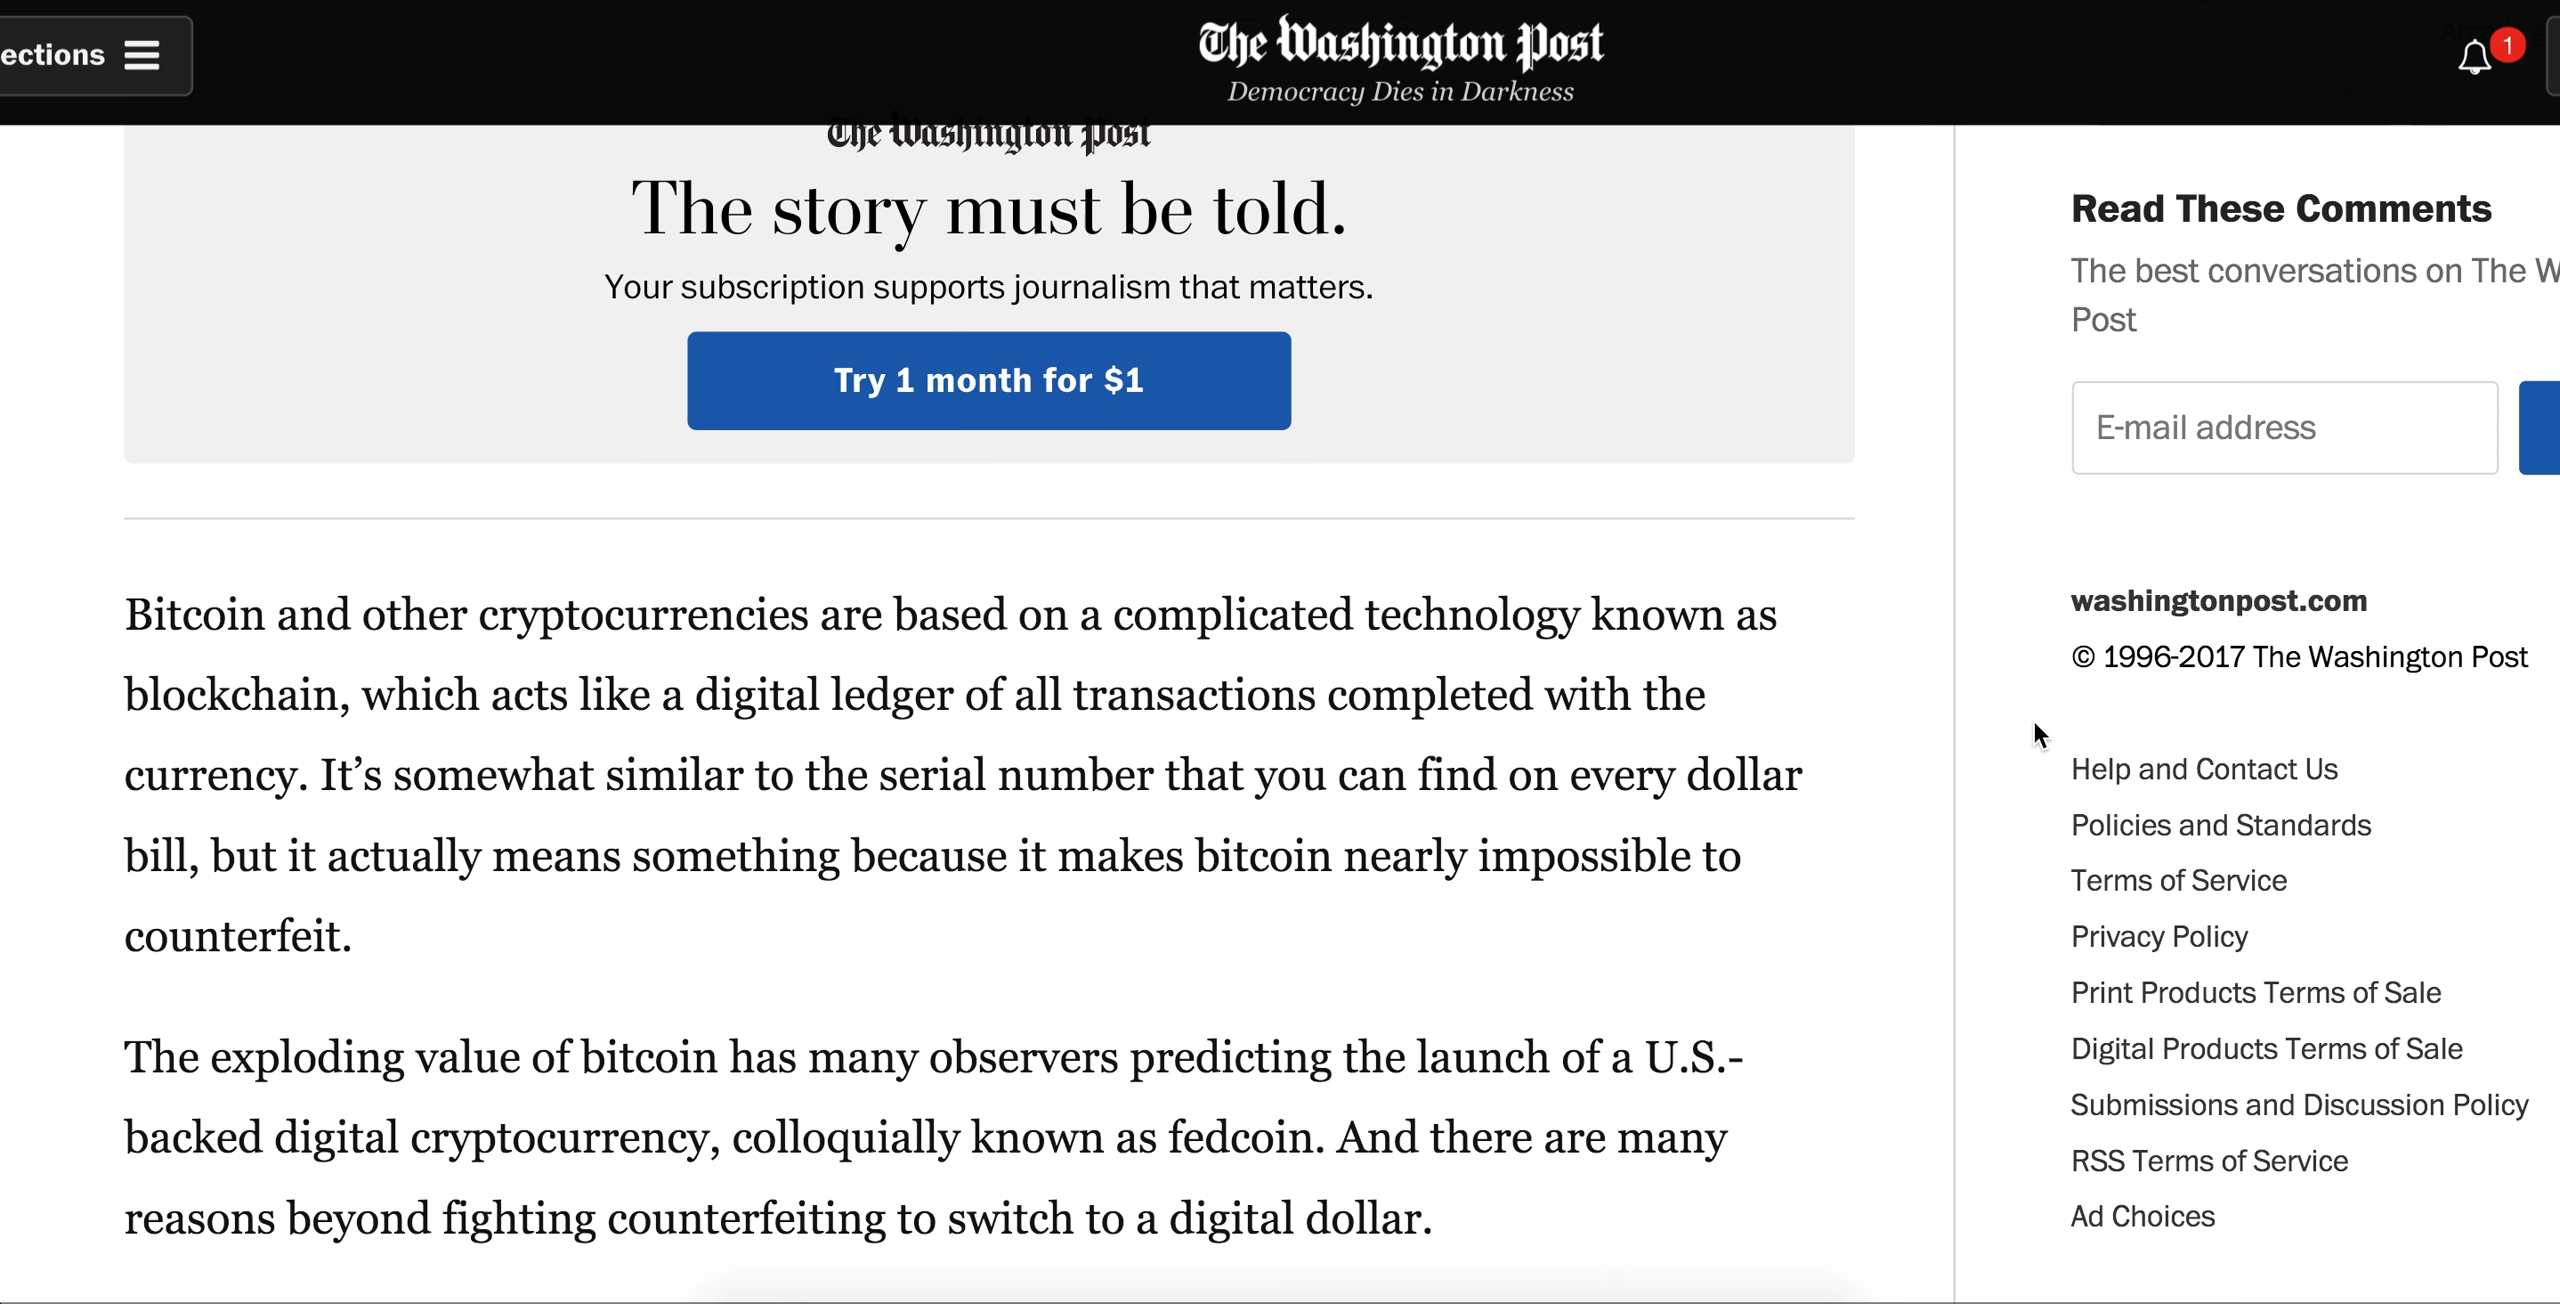 ections
The Washington Post
Democracy Dies in Darkness
1
The Washington Post
The story must be told.
Your subscription supports journalism that matters.
Try 1 month for $1
Bitcoin and other cryptocurrencies are based on a complicated technology known as
blockchain, which acts like a digital ledger of all transactions completed with the
currency. It’s somewhat similar to the serial number that you can find on every dollar
bill, but it actually means something because it makes bitcoin nearly impossible to
counterfeit.
The exploding value of bitcoin has many observers predicting the launch of a U.S.-
backed digital cryptocurrency, colloquially known as fedcoin. And there are many
reasons beyond fighting counterfeiting to switch to a digital dollar.
Read These Comments
The best conversations on The W
Post
E-mail address
washingtonpost.com
© 1996-2017 The Washington Post
Help and Contact Us
Policies and Standards
Terms of Service
Privacy Policy
Print Products Terms of Sale
Digital Products Terms of Sale
Submissions and Discussion Policy
RSS Terms of Service
Ad Choices